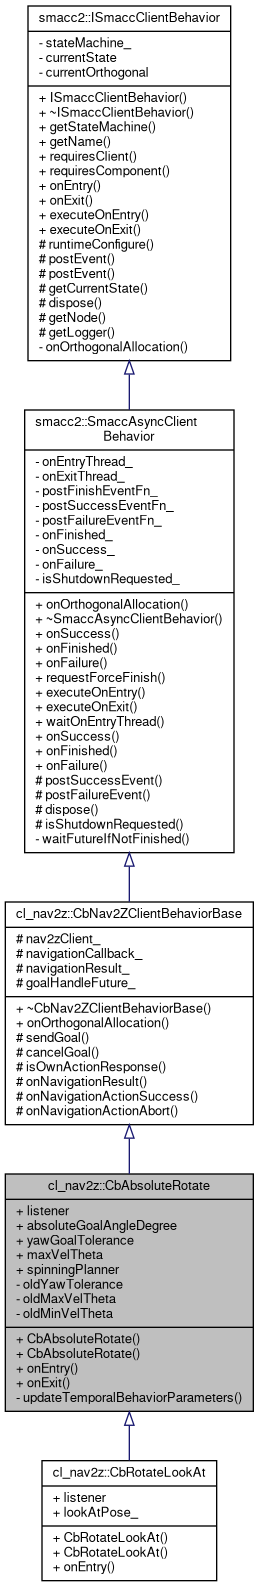 smacc2::ISmaccClientBehavior
- stateMachine_
- currentState
- currentOrthogonal
+ ISmaccClientBehavior()
+ ~ISmaccClientBehavior()
+ getStateMachine()
+ getName()
+ requiresClient()
+ requiresComponent()
+ onEntry()
+ onExit()
+ executeOnEntry()
+ executeOnExit()
# runtimeConfigure()
# postEvent()
# postEvent()
# getCurrentState()
# dispose()
# getNode()
# getLogger()
- onOrthogonalAllocation()
smacc2::SmaccAsyncClient
Behavior
- onEntryThread_
- onExitThread_
- postFinishEventFn_
- postSuccessEventFn_
- postFailureEventFn_
- onFinished_
- onSuccess_
- onFailure_
- isShutdownRequested_
+ onOrthogonalAllocation()
+ ~SmaccAsyncClientBehavior()
+ onSuccess()
+ onFinished()
+ onFailure()
+ requestForceFinish()
+ executeOnEntry()
+ executeOnExit()
+ waitOnEntryThread()
+ onSuccess()
+ onFinished()
+ onFailure()
# postSuccessEvent()
# postFailureEvent()
# dispose()
# isShutdownRequested()
- waitFutureIfNotFinished()
cl_nav2z::CbNav2ZClientBehaviorBase
# nav2zClient_
# navigationCallback_
# navigationResult_
# goalHandleFuture_
+ ~CbNav2ZClientBehaviorBase()
+ onOrthogonalAllocation()
# sendGoal()
# cancelGoal()
# isOwnActionResponse()
# onNavigationResult()
# onNavigationActionSuccess()
# onNavigationActionAbort()
cl_nav2z::CbAbsoluteRotate
+ listener
+ absoluteGoalAngleDegree
+ yawGoalTolerance
+ maxVelTheta
+ spinningPlanner
- oldYawTolerance
- oldMaxVelTheta
- oldMinVelTheta
+ CbAbsoluteRotate()
+ CbAbsoluteRotate()
+ onEntry()
+ onExit()
- updateTemporalBehaviorParameters()
cl_nav2z::CbRotateLookAt
+ listener
+ lookAtPose_
+ CbRotateLookAt()
+ CbRotateLookAt()
+ onEntry()